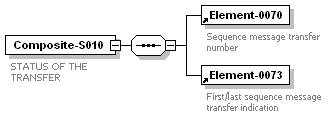 Element-0070
Sequence message transfer
number
Composite-S010
STATUS OF THE
TRANSFER
Element-0073
First/last sequence message
transfer indication